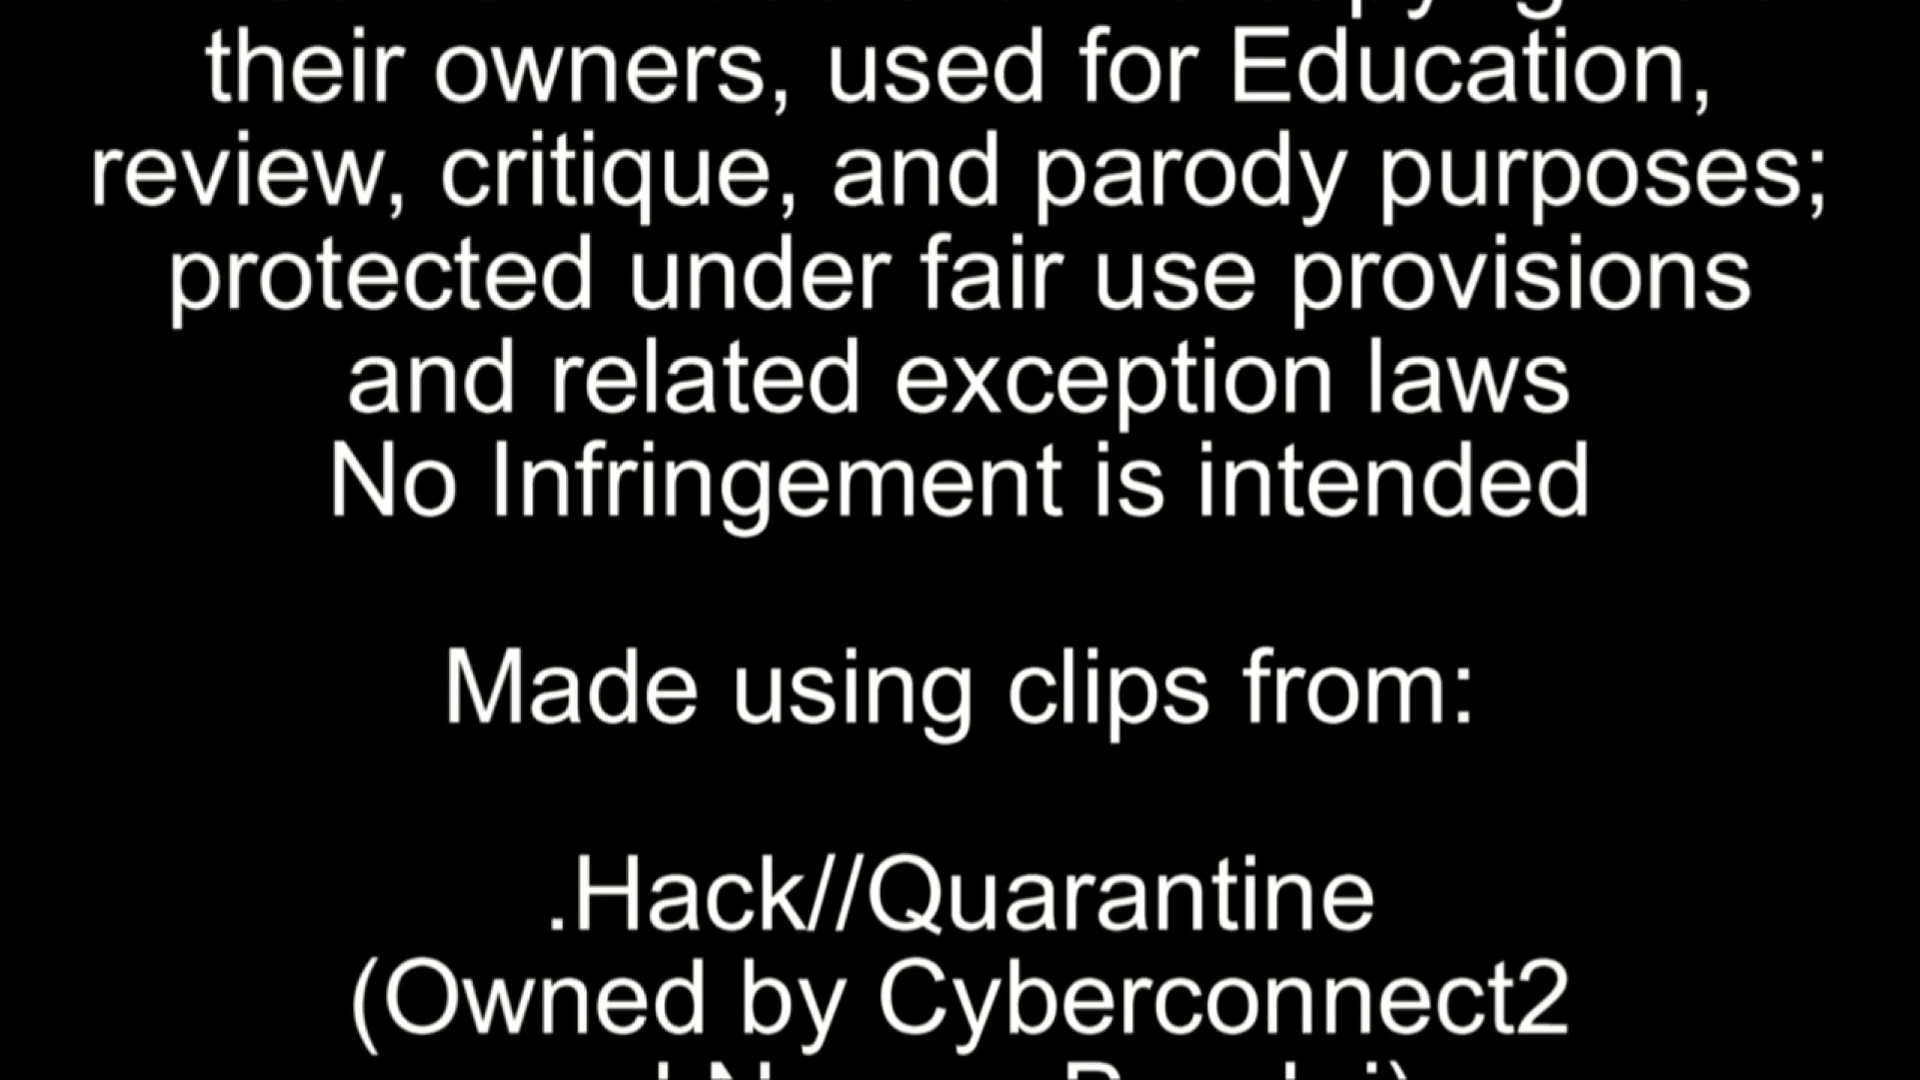 their owners, used for Education,
review, critique, and parody purposes;
protected under fair use provisions
and related exception laws
No Infringement is intended
Made using clips from:
.Hack//Quarantine
(Owned by Cyberconnect2